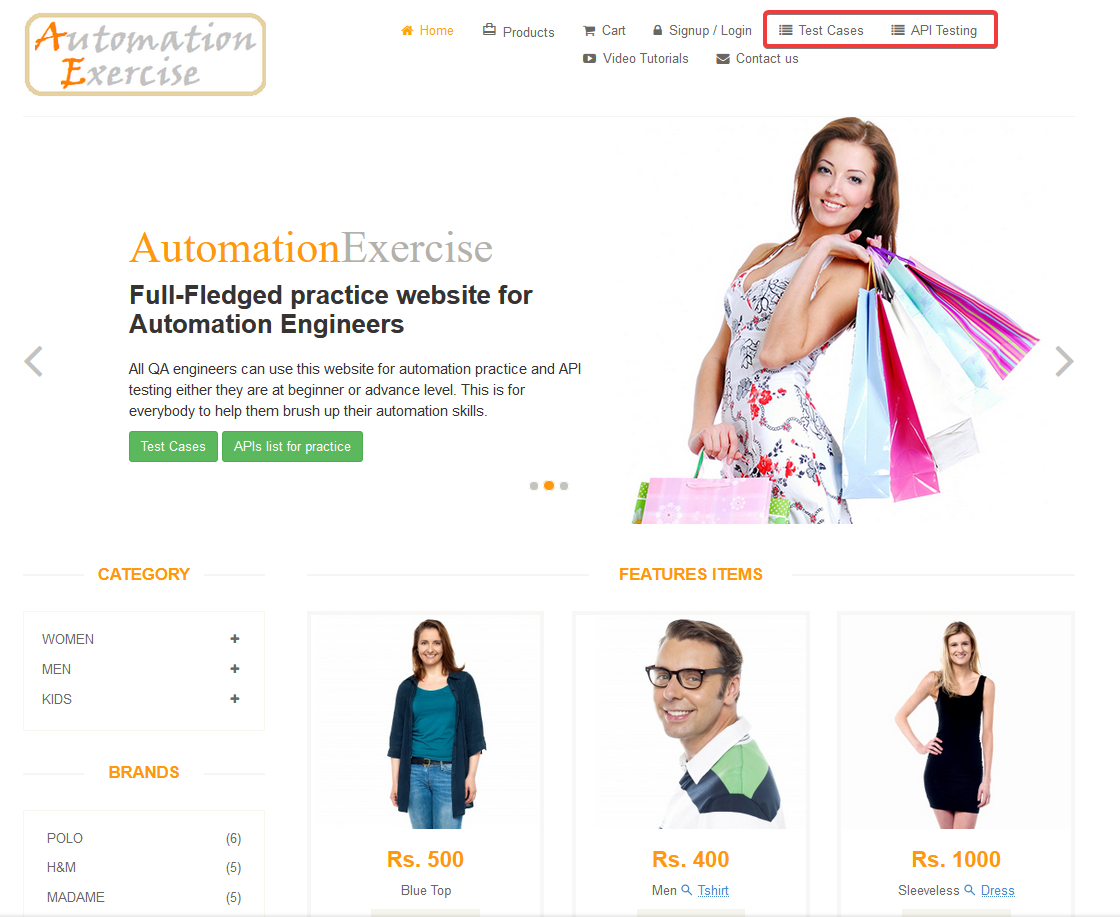 Automation
Exercise
Home Products Cart Signup / Login Test Cases API Testing
Video Tutorials Contact us
AutomationExercise
Full-Fledged practice website for
Automation Engineers
All QA engineers can use this website for automation practice and API
testing either they are at beginner or advance level. This is for
everybody to help them brush up their automation skills.
Test Cases APIs list for practice
CATEGORY
WOMEN +
MEN +
KIDS +
BRANDS
POLO (6)
H&M (5)
MADAME (5)
FEATURES ITEMS
Rs. 500
Blue Top
Rs. 400
Men Tshirt
Rs. 1000
Sleeveless Dress